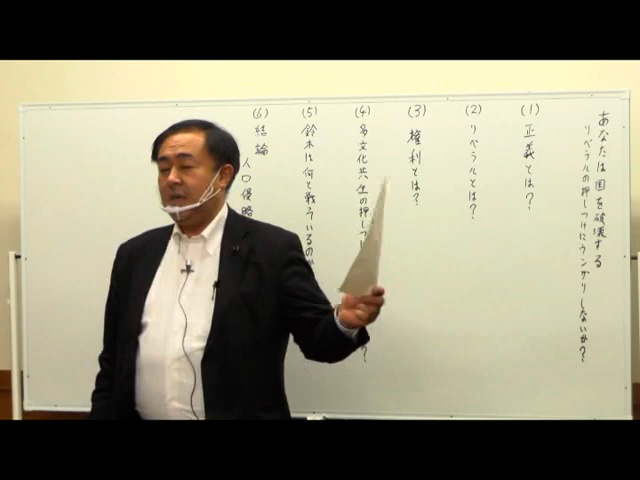 あなたは国を破壊する
リベラルの押しつけにウンザリしないか?
(1) 正義とは?
(2) リベラルとは?
(3) 権利とは?
(4) 多文化共生の押しつけ ?
(5) 鈴木は何と戦っているのか
(6) 結論 人口侵略